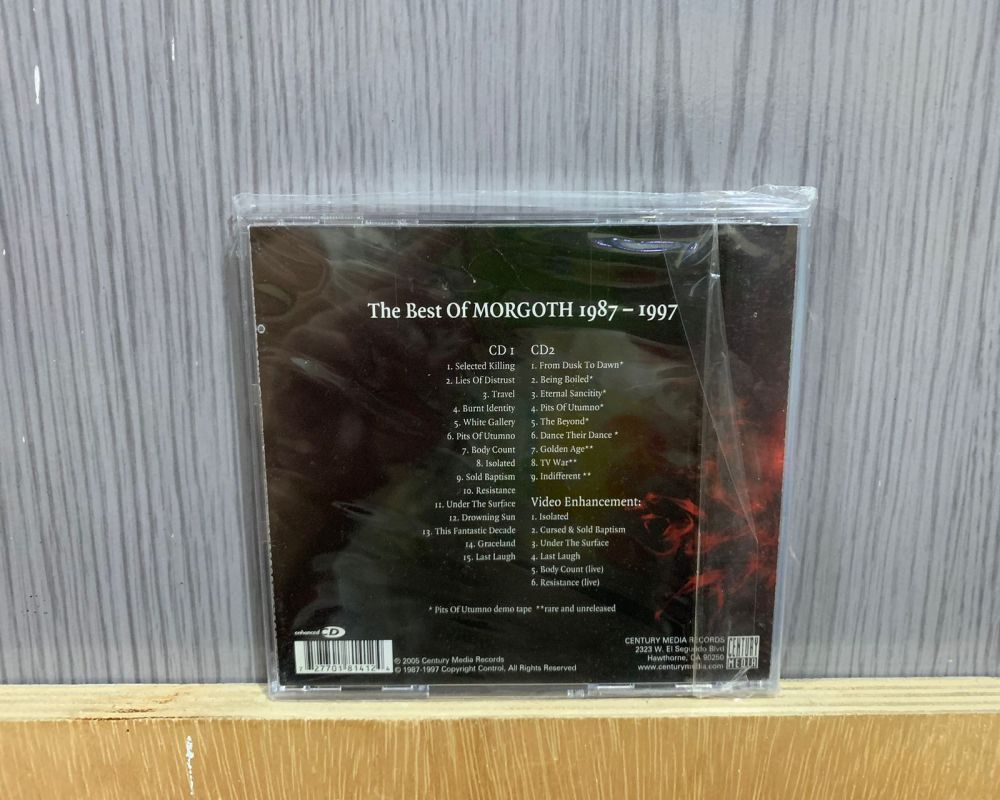 The Best Of MORGOTH 1987 – 1997
CD 1
1. Selected Killing
2. Lies Of Distrust
3. Travel
4. Burnt Identity
5. White Gallery
6. Pits Of Utumno
7. Body Count
8. Isolated
9. Sold Baptism
10. Resistance
11. Under The Surface
12. Drowning Sun
13. This Fantastic Decade
14. Graceland
15. Last Laugh
CD2
1. From Dusk To Dawn*
2. Being Boiled*
3. Eternal Sancitity*
4. Pits Of Utumno*
5. The Beyond*
6. Dance Their Dance *
7. Golden Age**
8. TV War**
9. Indifferent **
Video Enhancement:
1. Isolated
2. Cursed & Sold Baptism
3. Under The Surface
4. Last Laugh
5. Body Count (live)
6. Resistance (live)
* Pits Of Utumno demo tape **rare and unreleased
enhanced CD
7 27701 81412 4
℗ 2005 Century Media Records
© 1987-1997 Copyright Control, All Rights Reserved
CENTURY MEDIA RECORDS
2323 W. El Segundo Blvd
Hawthorne, CA 90250
www.centurymedia.com
CENTURY
MEDIA